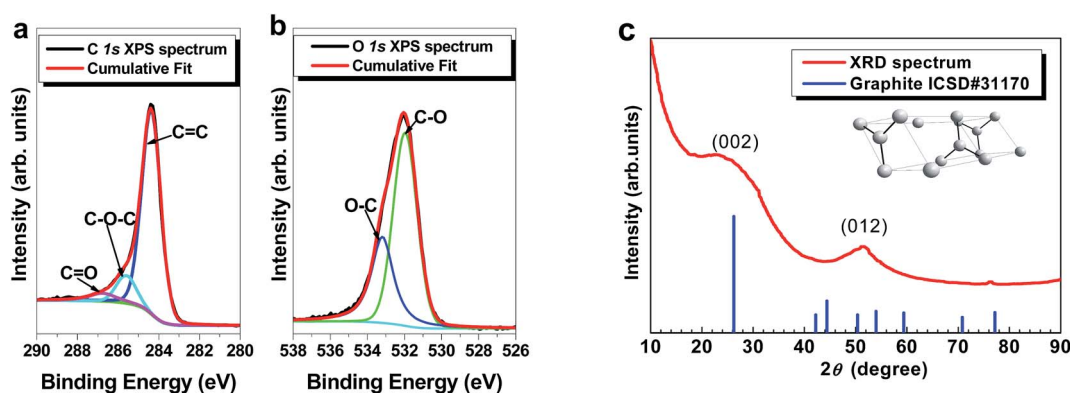 a
C 1s XPS spectrum
Cumulative Fit
C=C
C-O-C
C=O
Intensity (arb. units)
290 288 286 284 282 280
Binding Energy (eV)
b
O 1s XPS spectrum
Cumulative Fit
C-O
O-C
Intensity (arb. units)
538 536 534 532 530 528 526
Binding Energy (eV)
c
XRD spectrum
Graphite ICSD#31170
(002)
(012)
Intensity (arb.units)
10 20 30 40 50 60 70 80 90
2θ (degree)